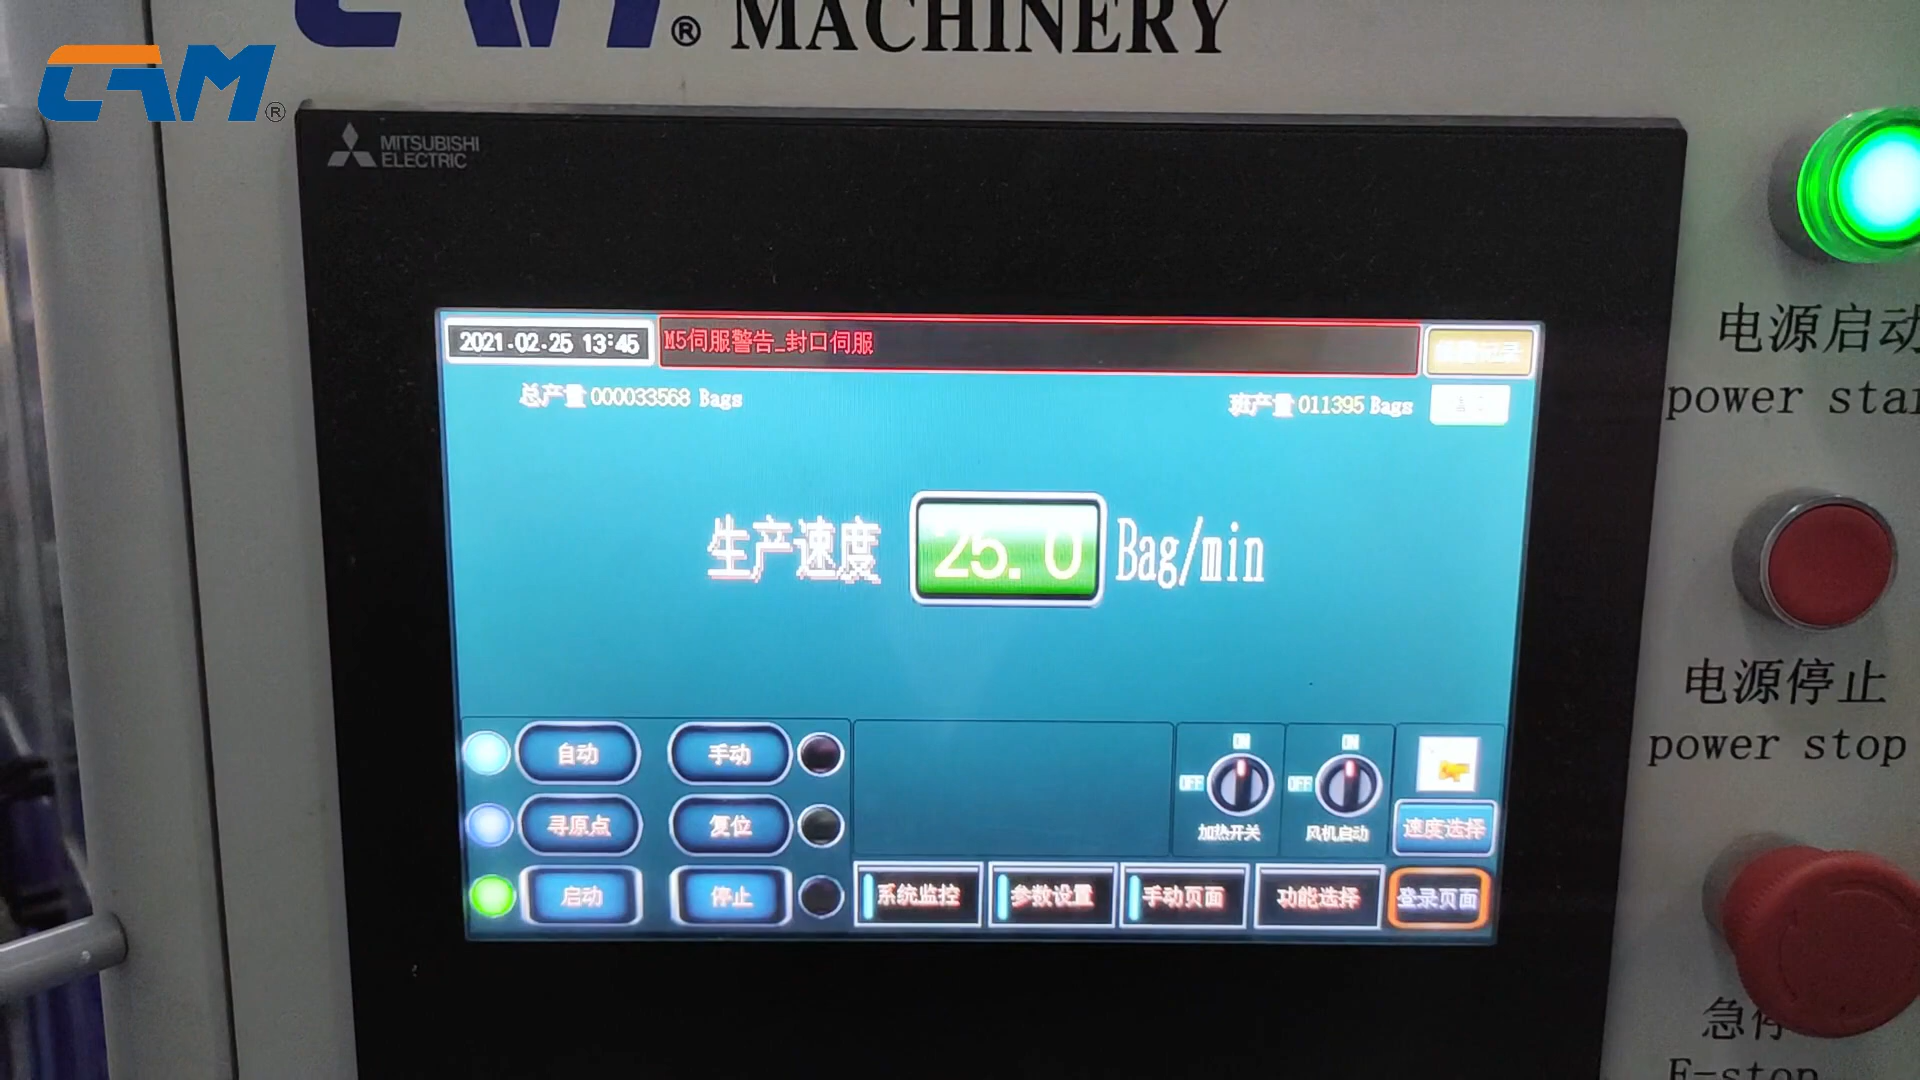 CAM ® MACHINERY
CAM ®
MITSUBISHI
ELECTRIC
2021-02-25 13:45
M5伺服警告_封口伺服
总产量 000033568 Bags
班产量 011395 Bags
生产速度 25.0 Bag/min
自动
手动
寻原点
复位
启动
停止
ON
OFF
加热开关
ON
OFF
风机启动
速度选择
系统监控
参数设置
手动页面
功能选择
登录页面
电源启动
power star
电源停止
power stop
急停
E-stop